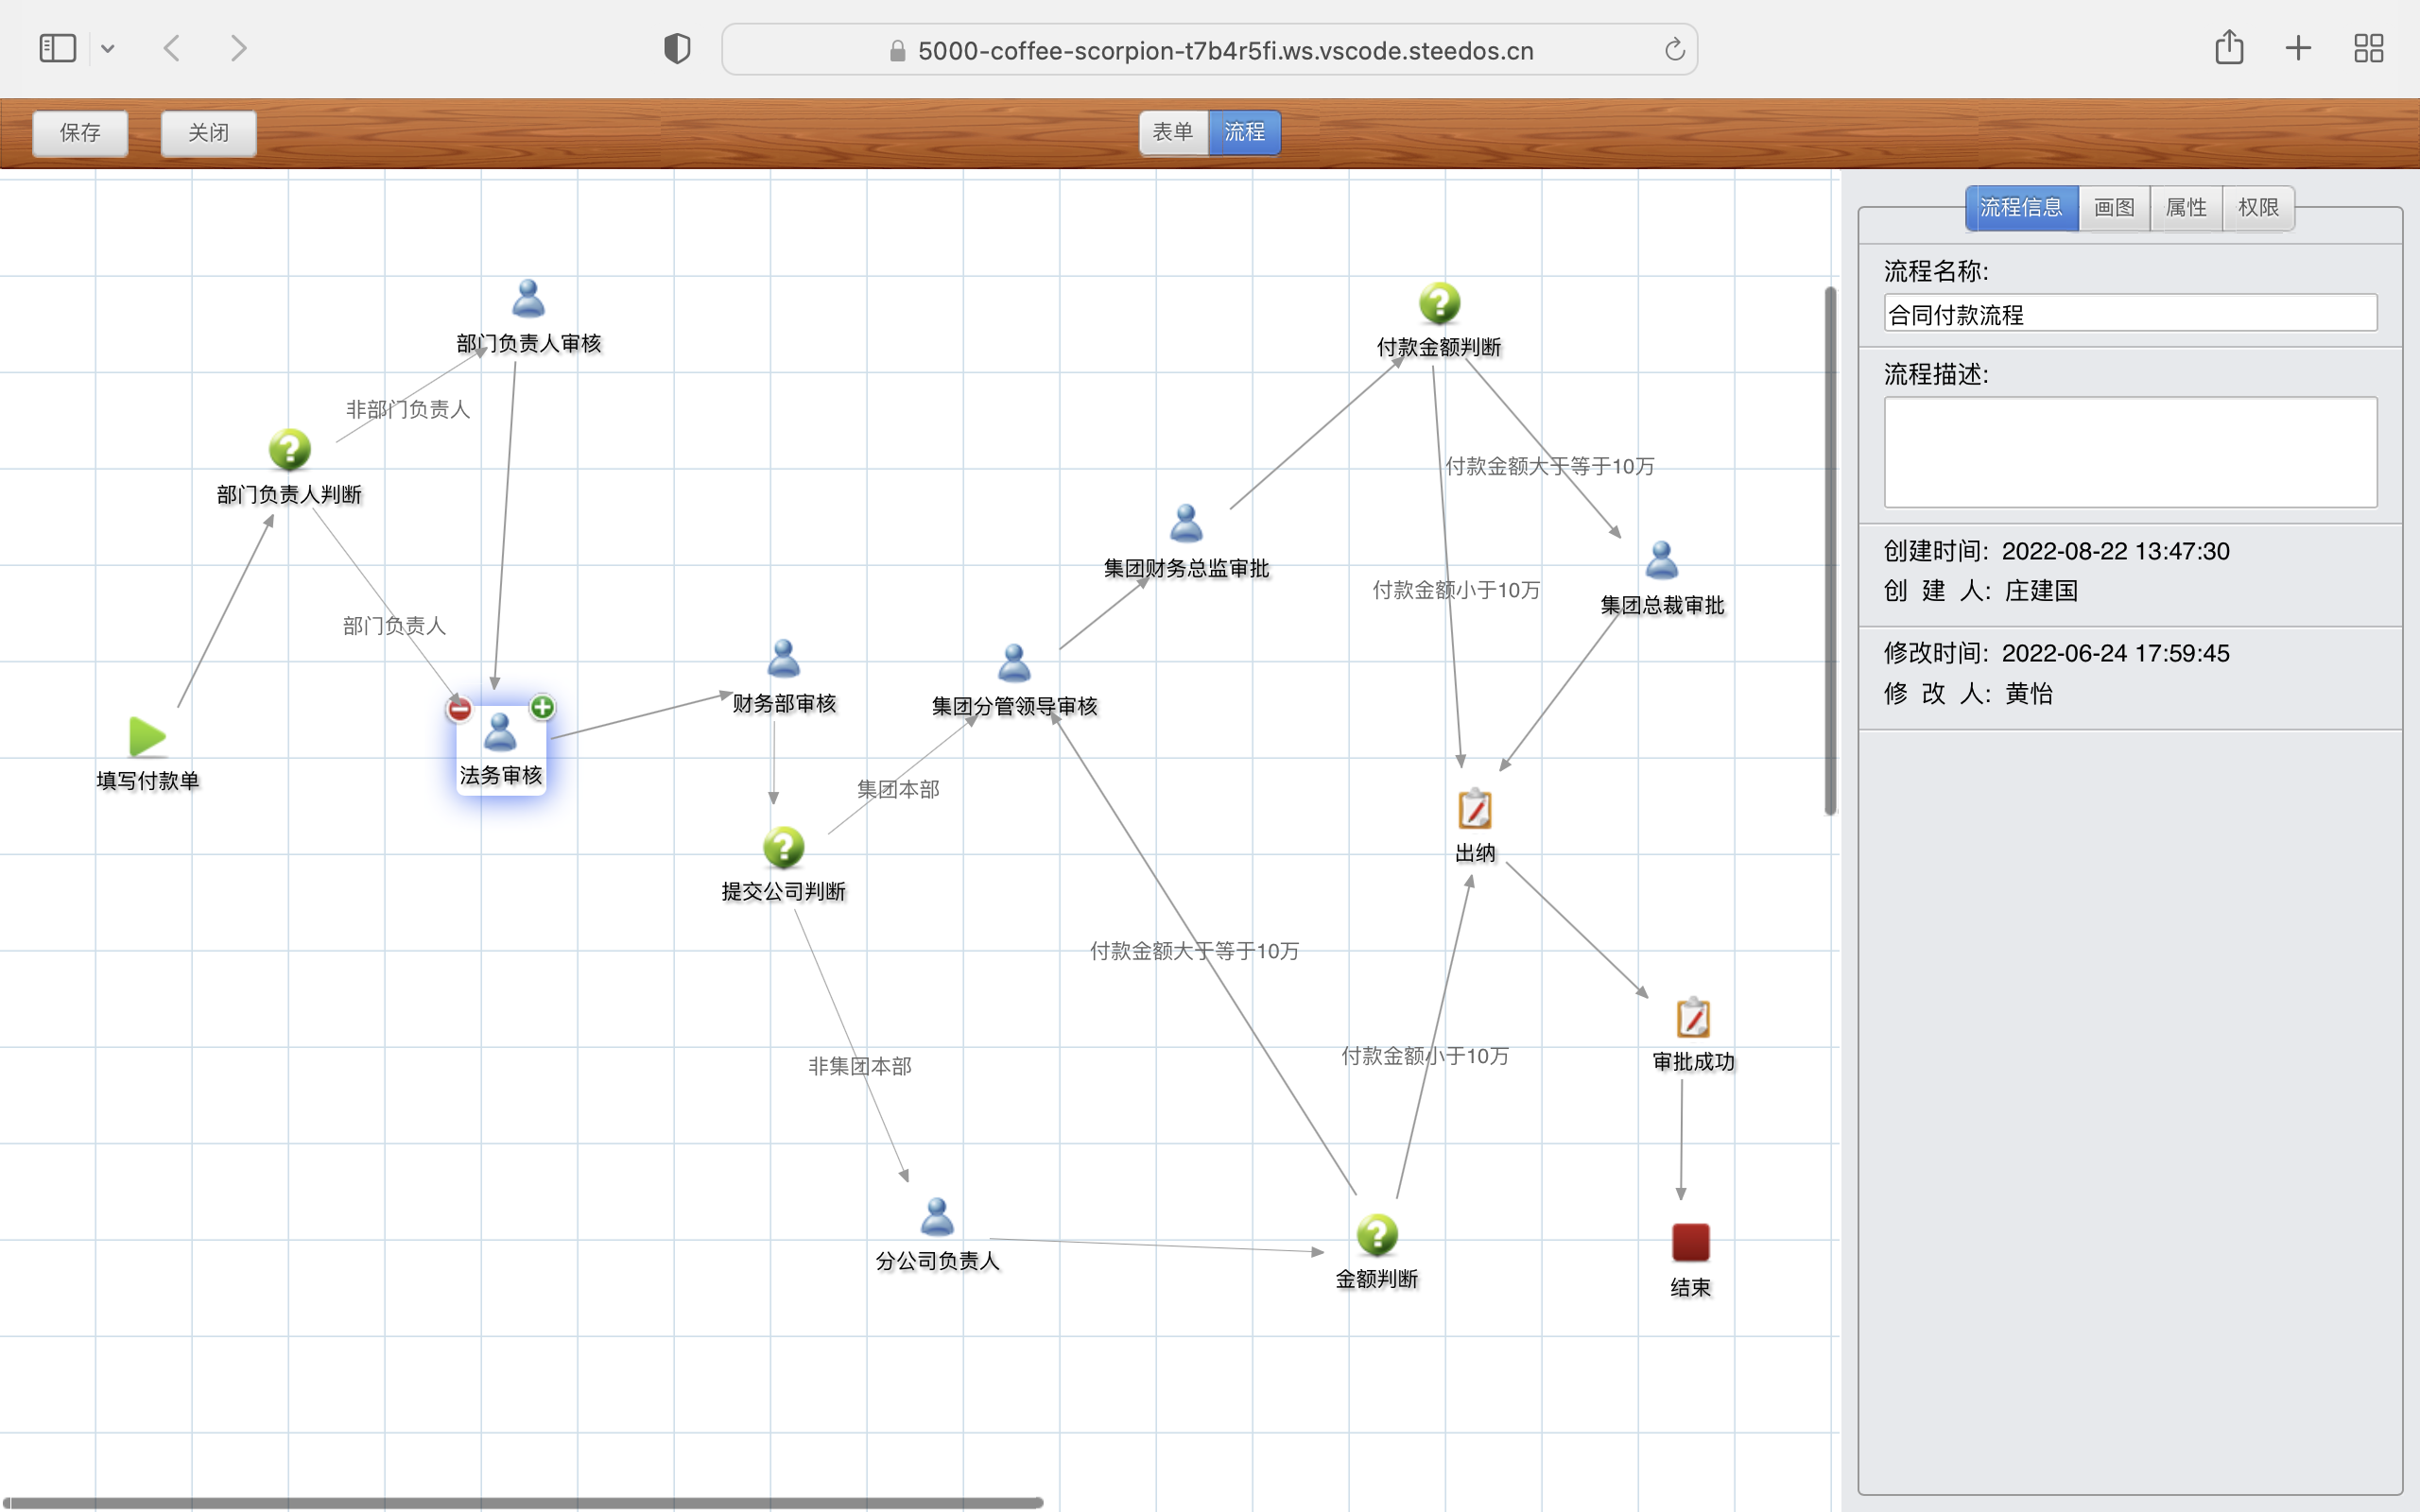 5000-coffee-scorpion-t7b4r5fi.ws.vscode.steedos.cn
保存
关闭
表单
流程
流程信息
画图
属性
权限
流程名称:
合同付款流程
流程描述:
创建时间: 2022-08-22 13:47:30
创 建 人: 庄建国
修改时间: 2022-06-24 17:59:45
修 改 人: 黄怡
部门负责人审核
付款金额判断
非部门负责人
部门负责人判断
付款金额大于等于10万
集团财务总监审批
付款金额小于10万
集团总裁审批
部门负责人
财务部审核
集团分管领导审核
填写付款单
法务审核
集团本部
出纳
提交公司判断
付款金额大于等于10万
付款金额小于10万
非集团本部
审批成功
分公司负责人
金额判断
结束